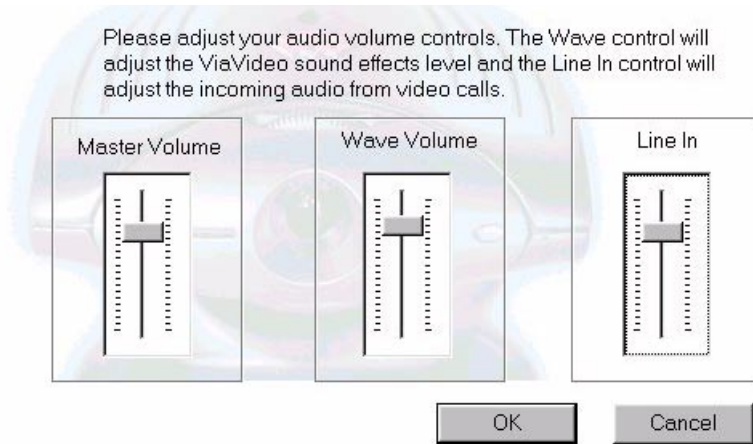 Please adjust your audio volume controls. The Wave control will
adjust the ViaVideo sound effects level and the Line In control will
adjust the incoming audio from video calls.
Master Volume
Wave Volume
Line In
OK
Cancel